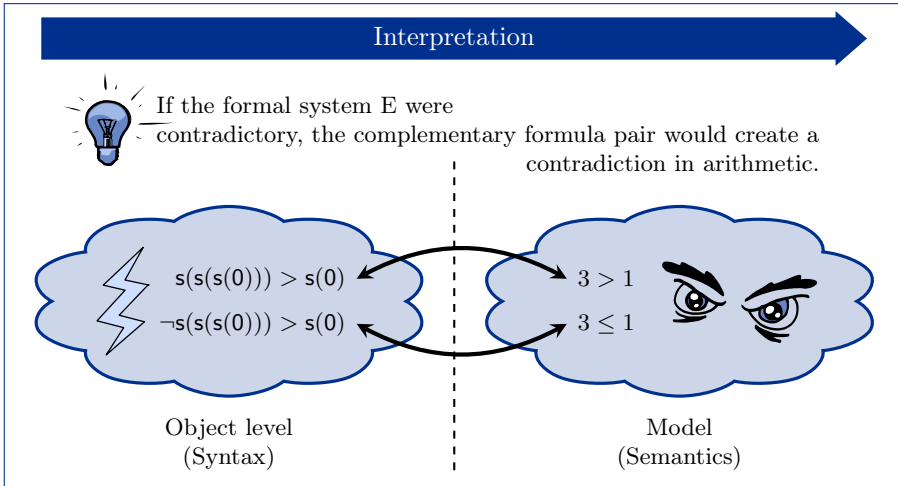 Interpretation
If the formal system E were
contradictory, the complementary formula pair would create a
contradiction in arithmetic.
s(s(s(0))) > s(0)
¬s(s(s(0))) > s(0)
3 > 1
3 ≤ 1
Object level
(Syntax)
Model
(Semantics)